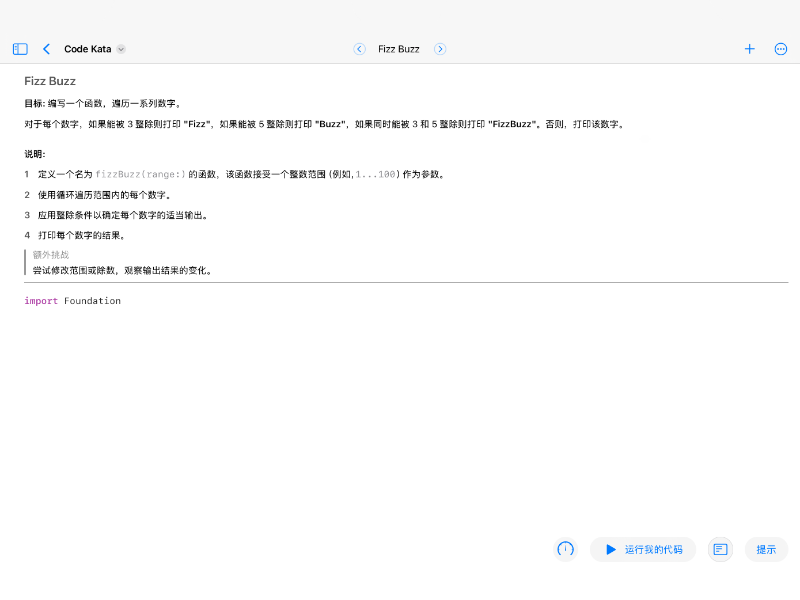 Code Kata
Fizz Buzz
Fizz Buzz
目标: 编写一个函数，遍历一系列数字。
对于每个数字，如果能被 3 整除则打印 "Fizz"，如果能被 5 整除则打印 "Buzz"，如果同时能被 3 和 5 整除则打印 "FizzBuzz"。否则，打印该数字。
说明:
1 定义一个名为 fizzBuzz(range:) 的函数，该函数接受一个整数范围 (例如, 1...100) 作为参数。
2 使用循环遍历范围内的每个数字。
3 应用整除条件以确定每个数字的适当输出。
4 打印每个数字的结果。
额外挑战
尝试修改范围或除数，观察输出结果的变化。
import Foundation
运行我的代码
提示